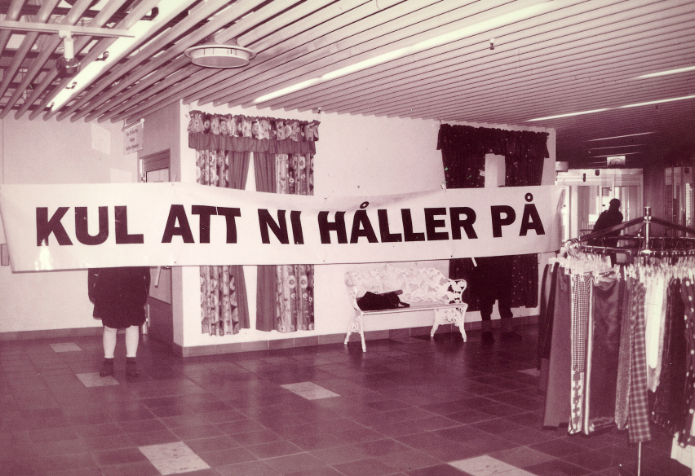 KUL ATT NI HÅLLER PÅ